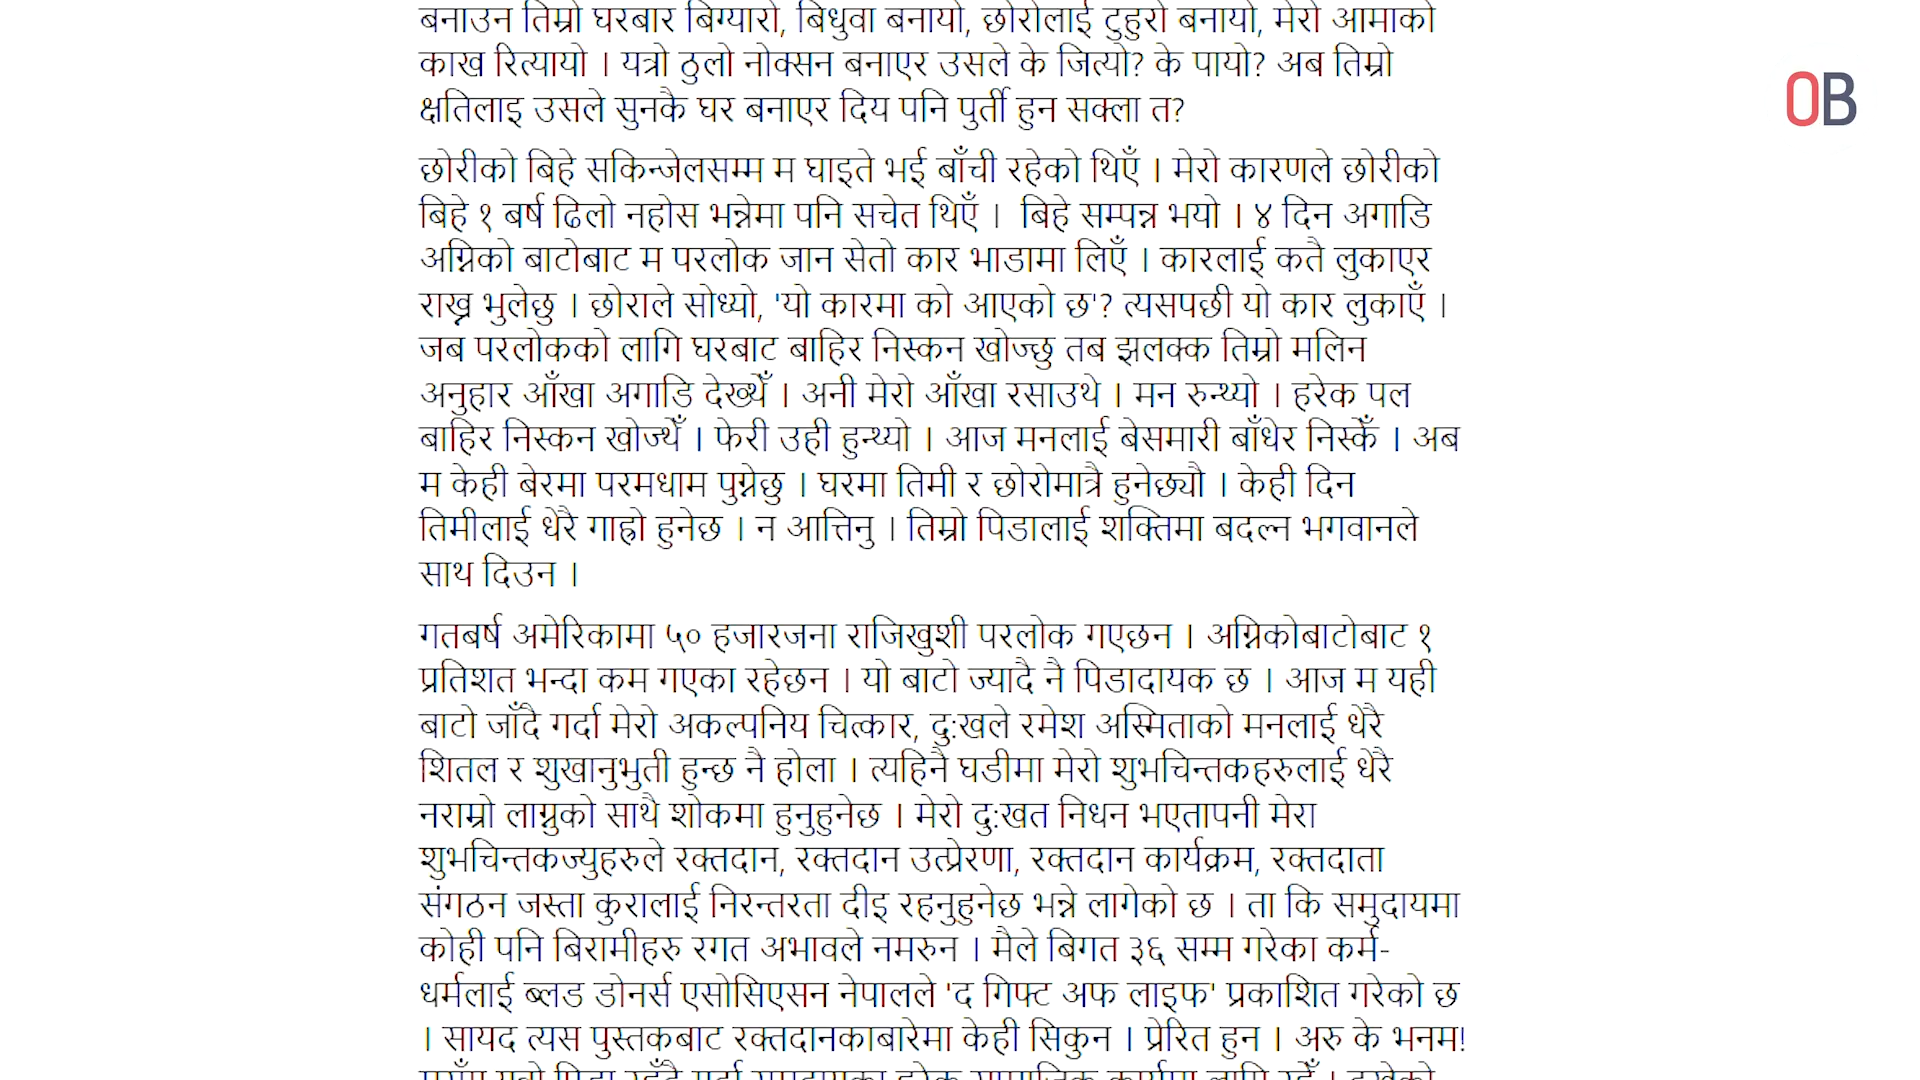 बनाउन तिम्रो घरबार बिग्यारो, बिधुवा बनायो, छोरोलाई टुहुरो बनायो, मेरो आमाको
काख रित्यायो । यत्रो ठुलो नोक्सन बनाएर उसले के जित्यो? के पायो? अब तिम्रो
क्षतिलाइ उसले सुनकै घर बनाएर दिय पनि पुर्ती हुन सक्ला त?
OB
छोरीको बिहे सकिन्जेलसम्म म घाइते भई बाँची रहेको थिएँ । मेरो कारणले छोरीको
बिहे १ बर्ष ढिलो नहोस भन्नेमा पनि सचेत थिएँ । बिहे सम्पन्न भयो । ४ दिन अगाडि
अग्निको बाटोबाट म परलोक जान सेतो कार भाडामा लिएँ । कारलाई कतै लुकाएर
राख्न भुलेछु । छोराले सोध्यो, 'यो कारमा को आएको छ'? त्यसपछी यो कार लुकाएँ ।
जब परलोकको लागि घरबाट बाहिर निस्कन खोज्छु तब झलक्क तिम्रो मलिन
अनुहार आँखा अगाडि देख्थेँ । अनी मेरो आँखा रसाउथे । मन रुन्थ्यो । हरेक पल
बाहिर निस्कन खोज्थेँ । फेरी उही हुन्थ्यो । आज मनलाई बेसमारी बाँधेर निस्केँ । अब
म केही बेरमा परमधाम पुग्नेछु । घरमा तिमी र छोरोमात्रै हुनेछ्यौ । केही दिन
तिमीलाई धेरै गाह्रो हुनेछ । न आत्तिनु । तिम्रो पिडालाई शक्तिमा बदल्न भगवानले
साथ दिउन ।
गतबर्ष अमेरिकामा ५० हजारजना राजिखुशी परलोक गएछन । अग्निकोबाटोबाट १
प्रतिशत भन्दा कम गएका रहेछन । यो बाटो ज्यादै नै पिडादायक छ । आज म यही
बाटो जाँदै गर्दा मेरो अकल्पनिय चित्कार, दु:खले रमेश अस्मिताको मनलाई धेरै
शितल र शुखानुभुती हुन्छ नै होला । त्यहिनै घडीमा मेरो शुभचिन्तकहरुलाई धेरै
नराम्रो लाग्नुको साथै शोकमा हुनुहुनेछ । मेरो दु:खत निधन भएतापनी मेरा
शुभचिन्तकज्युहरुले रक्तदान, रक्तदान उत्प्रेरणा, रक्तदान कार्यक्रम, रक्तदाता
संगठन जस्ता कुरालाई निरन्तरता दीइ रहनुहुनेछ भन्ने लागेको छ । ता कि समुदायमा
कोही पनि बिरामीहरु रगत अभावले नमरुन । मैले बिगत ३६ सम्म गरेका कर्म-
धर्मलाई ब्लड डोनर्स एसोसिएसन नेपालले 'द गिफ्ट अफ लाइफ' प्रकाशित गरेको छ
। सायद त्यस पुस्तकबाट रक्तदानकाबारेमा केही सिकुन । प्रेरित हुन । अरु के भनम!